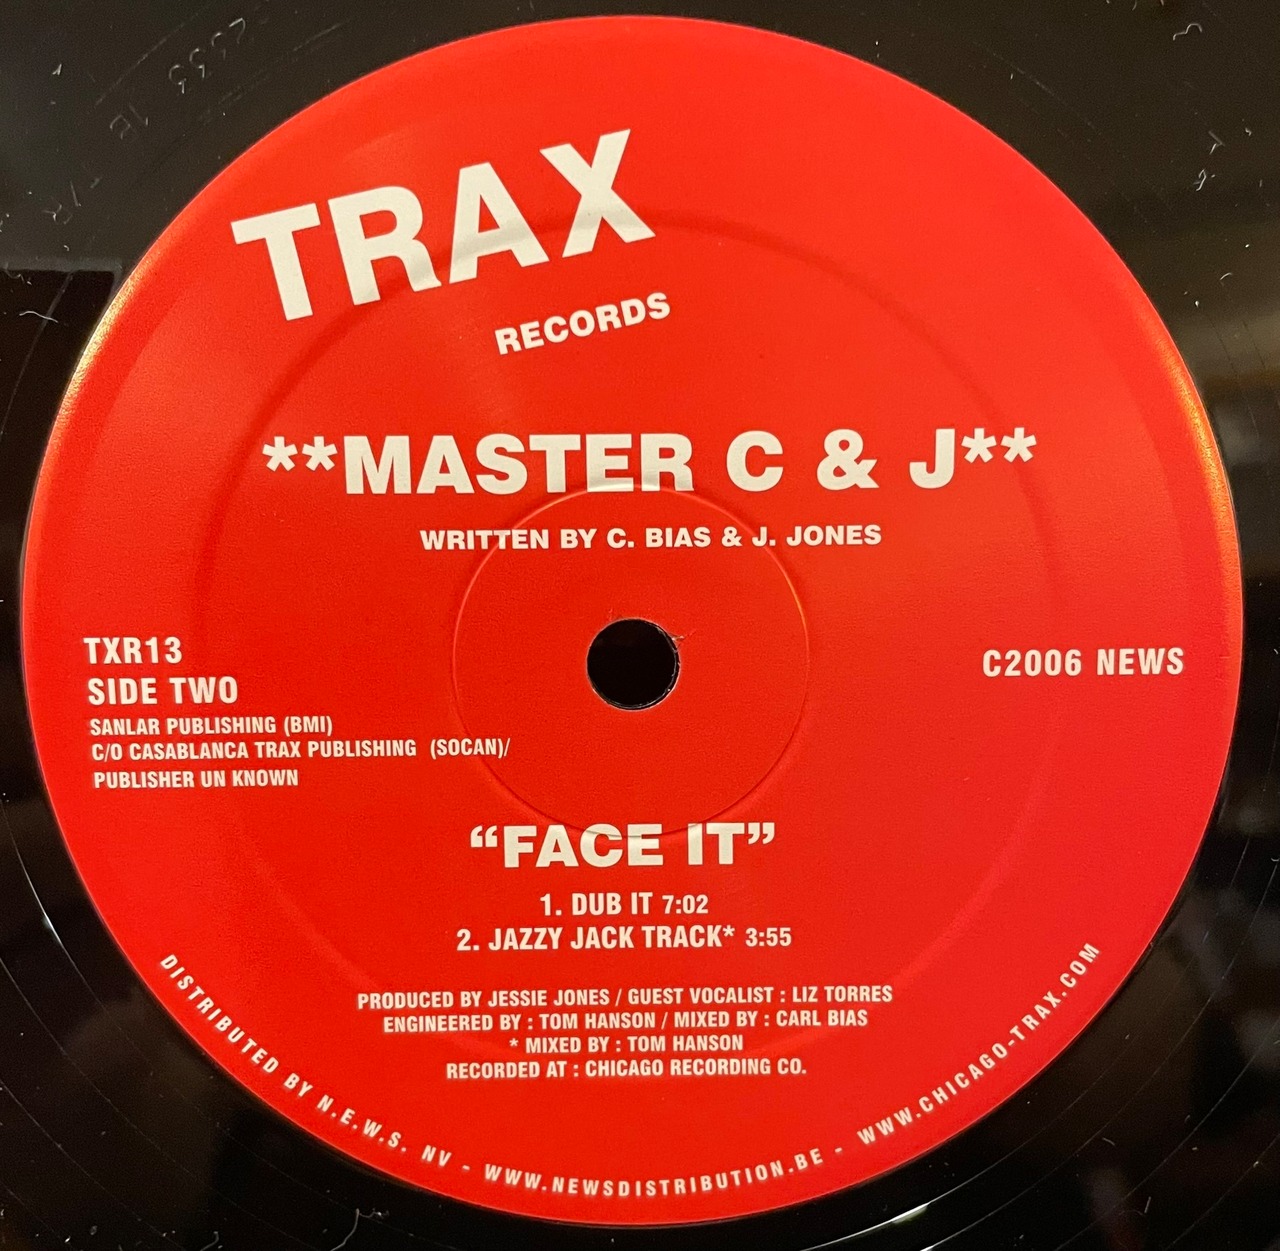 TRAX
RECORDS
**MASTER C & J**
WRITTEN BY C. BIAS & J. JONES
TXR13
SIDE TWO
SANLAR PUBLISHING (BMI)
C/O CASABLANCA TRAX PUBLISHING (SOCAN)/
PUBLISHER UN KNOWN
C2006 NEWS
“FACE IT”
1. DUB IT 7:02
2. JAZZY JACK TRACK* 3:55
PRODUCED BY JESSIE JONES / GUEST VOCALIST : LIZ TORRES
ENGINEERED BY : TOM HANSON / MIXED BY : CARL BIAS
* MIXED BY : TOM HANSON
RECORDED AT : CHICAGO RECORDING CO.
DISTRIBUTED BY N.E.W.S. NV - WWW.NEWSDISTRIBUTION.BE - WWW.CHICAGO-TRAX.COM